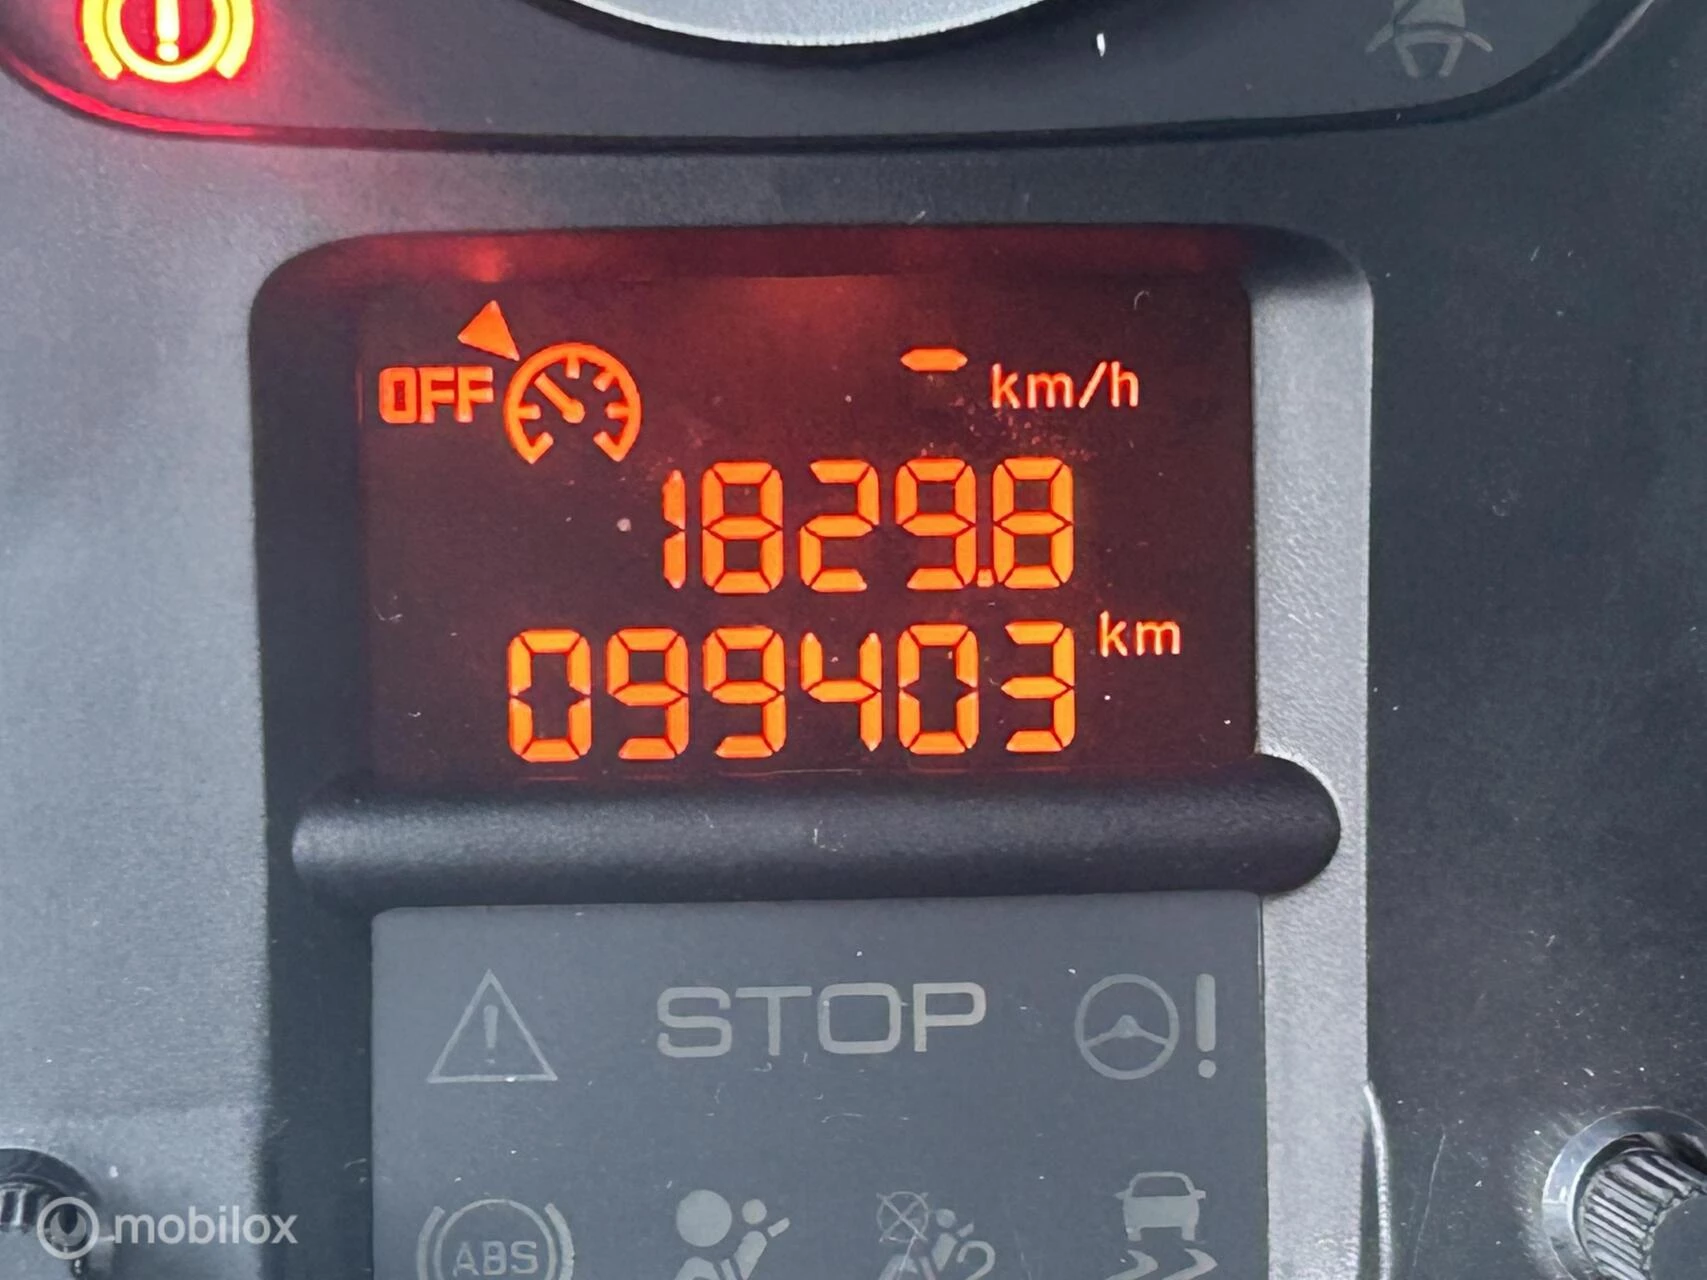 OFF
- km/h
1829.8
099403 km
STOP
ABS
mobilox